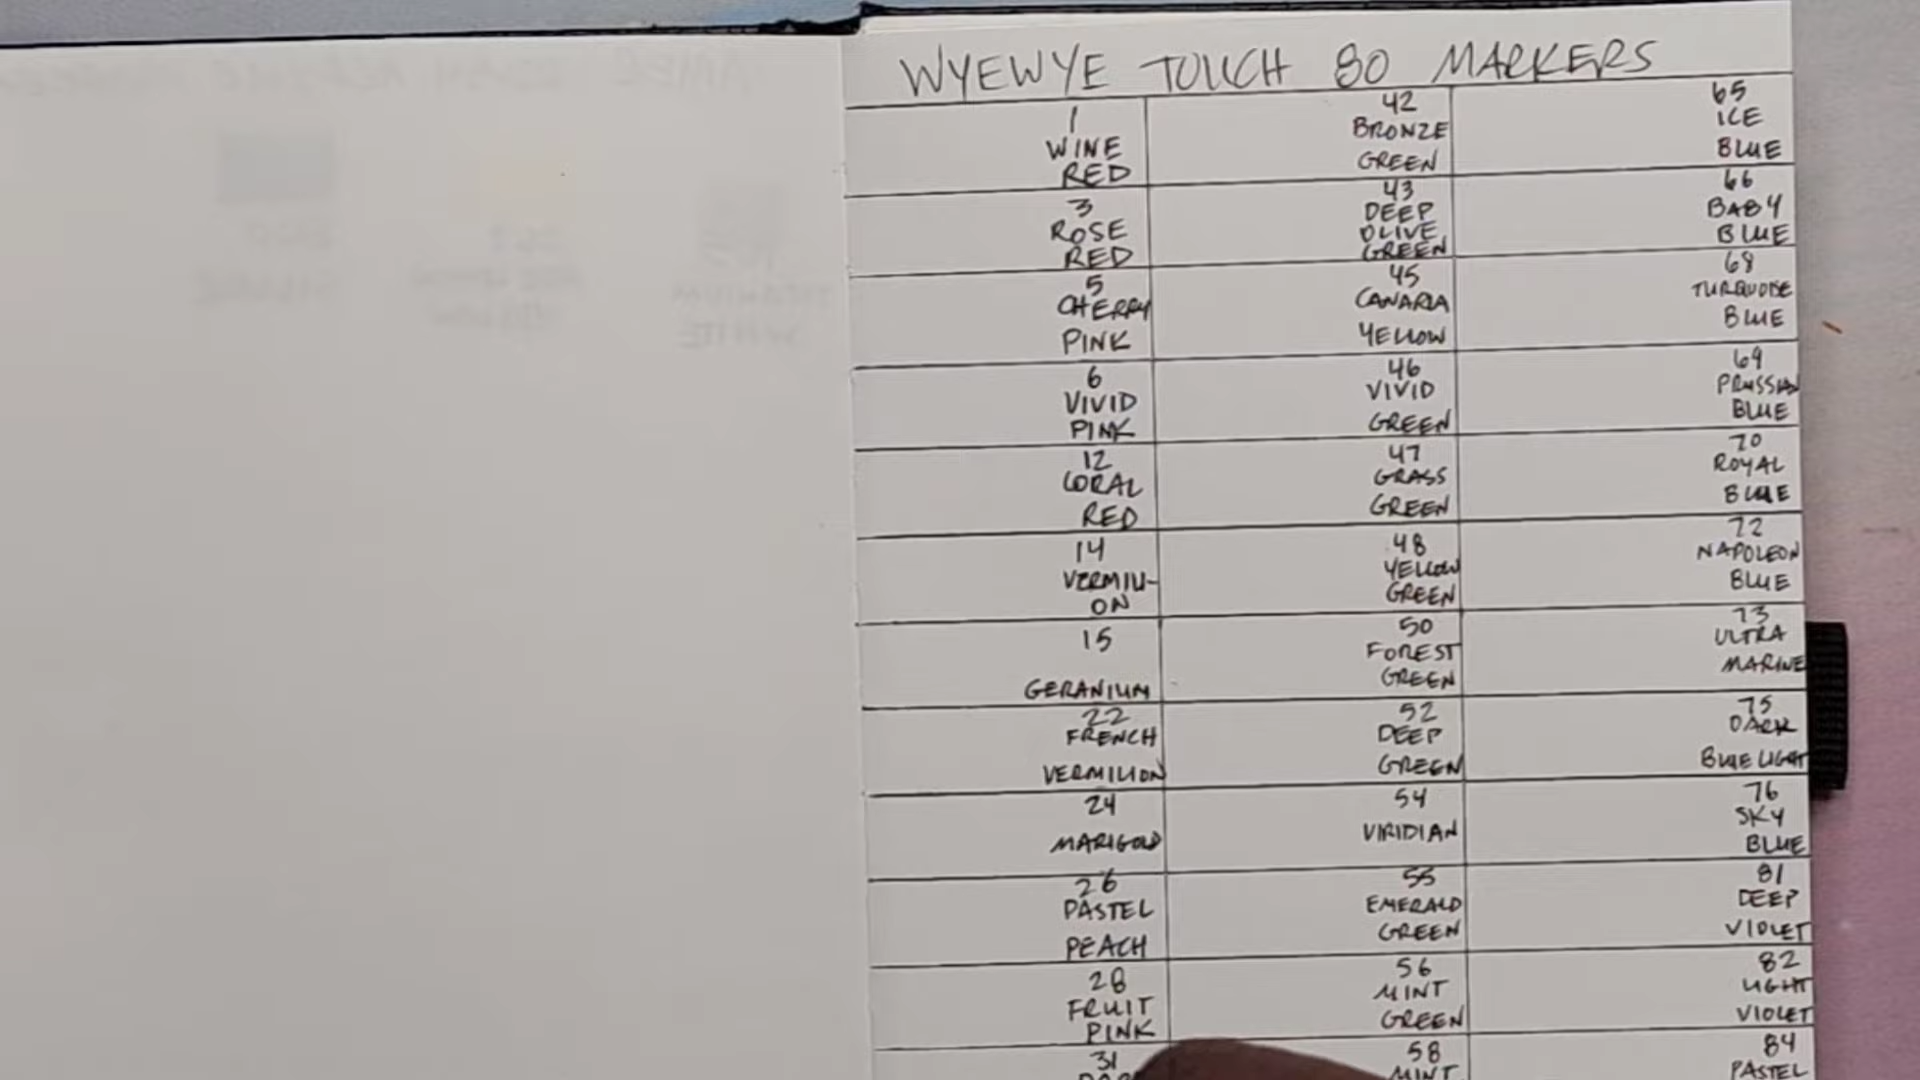 WYEWYE TOUCH 80 MARKERS
1
WINE
RED
3
ROSE
RED
5
CHERRY
PINK
6
VIVID
PINK
12
CORAL
RED
14
VERMILI-
ON
15
GERANIUM
22
FRENCH
VERMILION
24
MARIGOLD
26
PASTEL
PEACH
28
FRUIT
PINK
31
42
BRONZE
GREEN
43
DEEP
OLIVE
GREEN
45
CANARIA
YELLOW
46
VIVID
GREEN
47
GRASS
GREEN
48
YELLOW
GREEN
50
FOREST
GREEN
52
DEEP
GREEN
54
VIRIDIAN
55
EMERALD
GREEN
56
MINT
GREEN
58
MINT
65
ICE
BLUE
66
BABY
BLUE
68
TURQUOISE
BLUE
69
PRUSSIAN
BLUE
70
ROYAL
BLUE
72
NAPOLEON
BLUE
73
ULTRA
MARINE
75
DARK
BLUE LIGHT
76
SKY
BLUE
81
DEEP
VIOLET
82
LIGHT
VIOLET
84
PASTEL